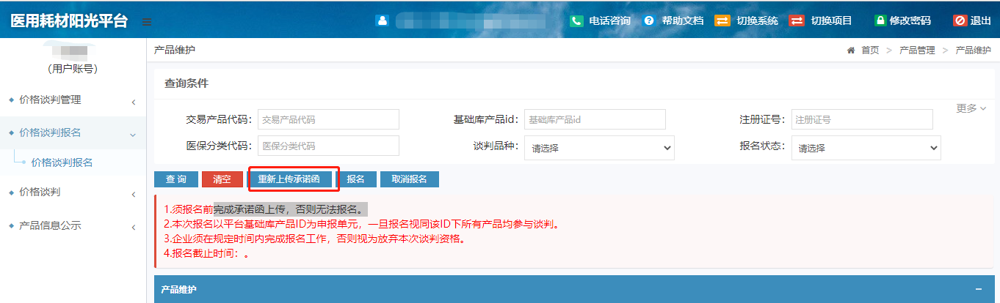 医用耗材阳光平台
电话咨询 帮助文档 切换系统 切换项目 修改密码 退出
(用户账号)
价格谈判管理
价格谈判报名
价格谈判报名
价格谈判
产品信息公示
产品维护
首页 > 产品管理 > 产品维护
查询条件
交易产品代码: 交易产品代码 基础库产品id: 基础库产品id 注册证号: 注册证号 更多
医保分类代码: 医保分类代码 谈判品种: 请选择 报名状态: 请选择
查 询 清空 重新上传承诺函 报名 取消报名
1.须报名前完成承诺函上传，否则无法报名。
2.本次报名以平台基础库产品ID为申报单元，一旦报名视同该ID下所有产品均参与谈判。
3.企业须在规定时间内完成报名工作，否则视为放弃本次谈判资格。
4.报名截止时间：。
产品维护